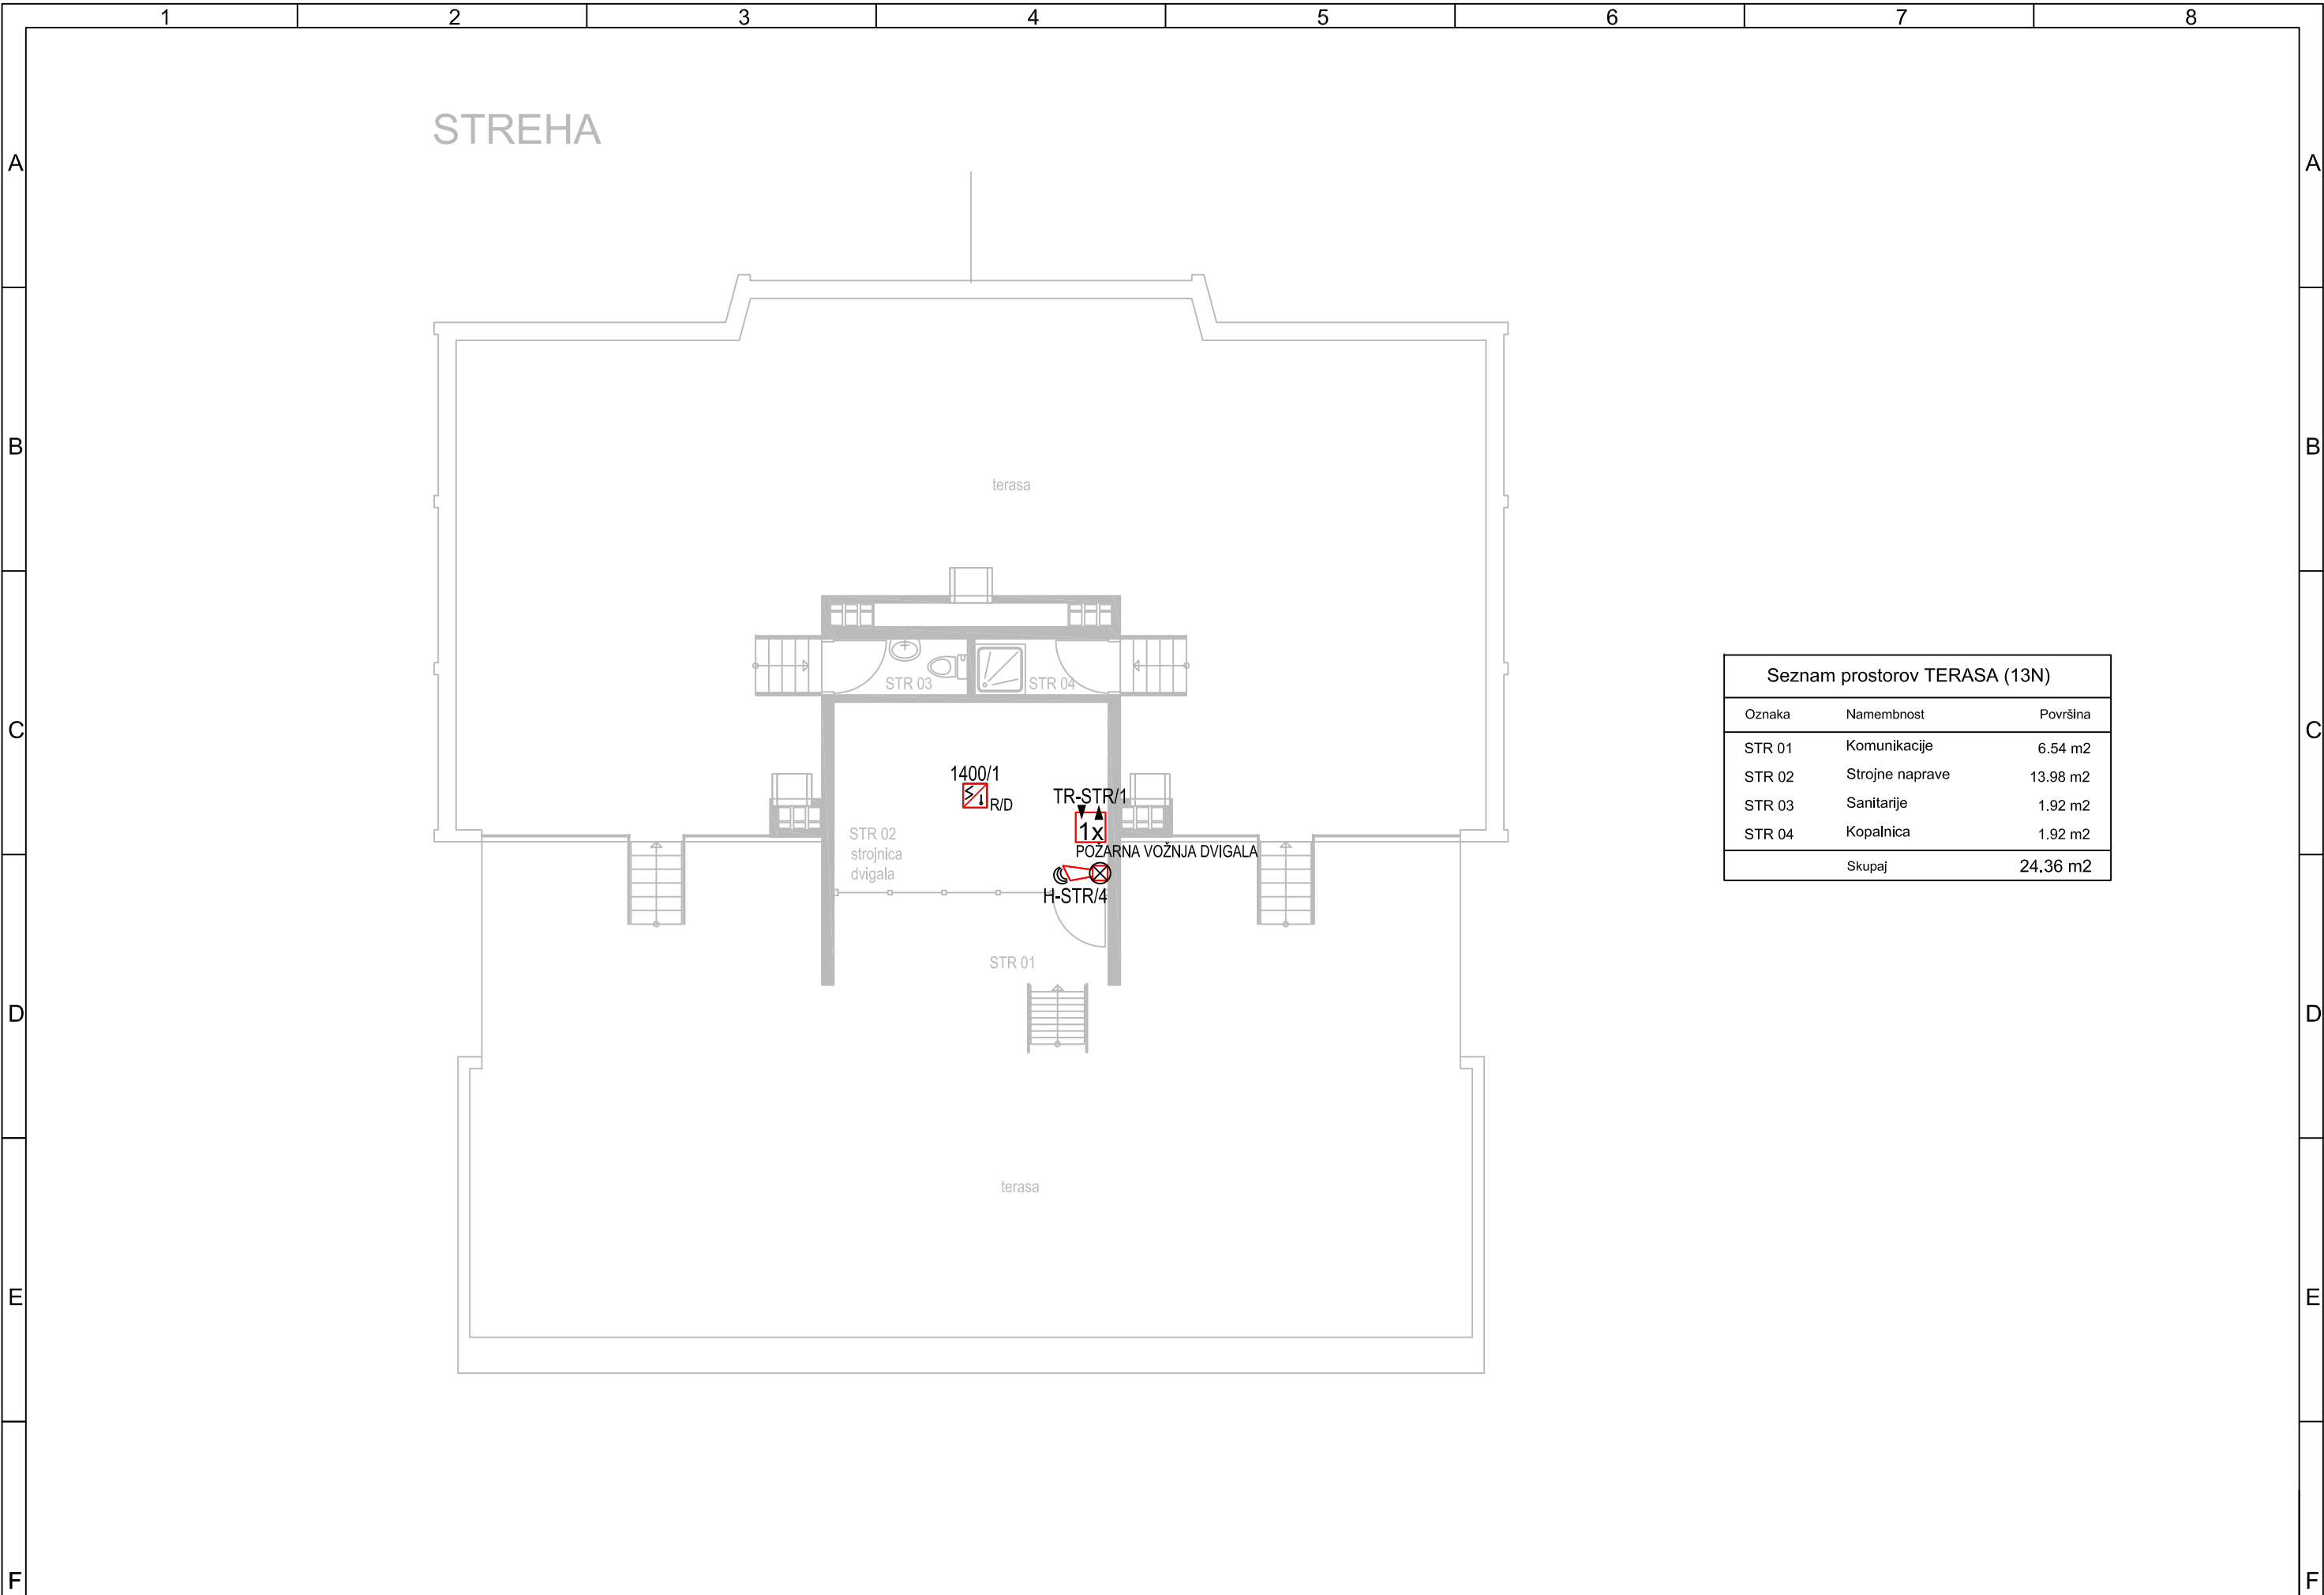 1 2 3 4 5 6 7 8
STREHA
A A
B B
terasa
STR 03 STR 04
C C
Seznam prostorov TERASA (13N)
Oznaka Namembnost Površina
STR 01 Komunikacije 6.54 m2
STR 02 Strojne naprave 13.98 m2
STR 03 Sanitarije 1.92 m2
STR 04 Kopalnica 1.92 m2
Skupaj 24.36 m2
1400/1
R/D
TR-STR/1
1x
POŽARNA VOŽNJA DVIGALA
STR 02
strojnica
dvigala
H-STR/4
STR 01
D D
terasa
E E
F F